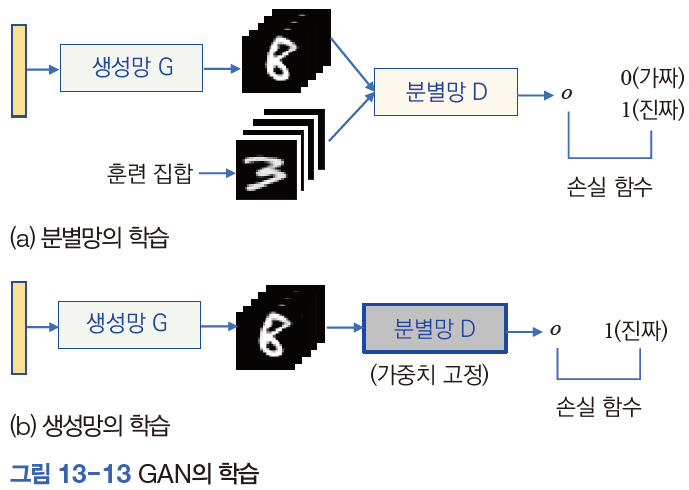 생성망 G
분별망 D
o
0(가짜)
1(진짜)
훈련 집합
손실 함수
(a) 분별망의 학습
생성망 G
분별망 D
o
1(진짜)
(가중치 고정)
손실 함수
(b) 생성망의 학습
그림 13-13 GAN의 학습